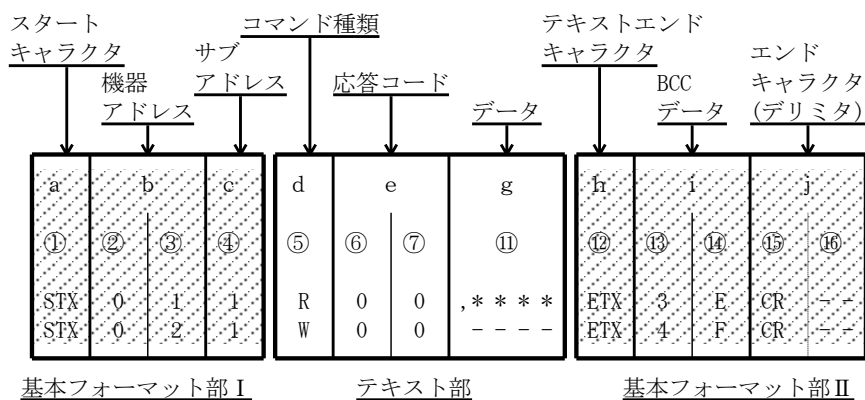 スタート
キャラクタ
機器
アドレス
サブ
アドレス
コマンド種類
応答コード
データ
テキストエンド
キャラクタ
BCC
データ
エンド
キャラクタ
(デリミタ)
a b c d e g h i j
① ② ③ ④ ⑤ ⑥ ⑦ ⑪ ⑫ ⑬ ⑭ ⑮ ⑯
STX 0 1 1 R 0 0 ,**** ETX 3 E CR --
STX 0 2 1 W 0 0 ---- ETX 4 F CR --
基本フォーマット部Ⅰ テキスト部 基本フォーマット部Ⅱ